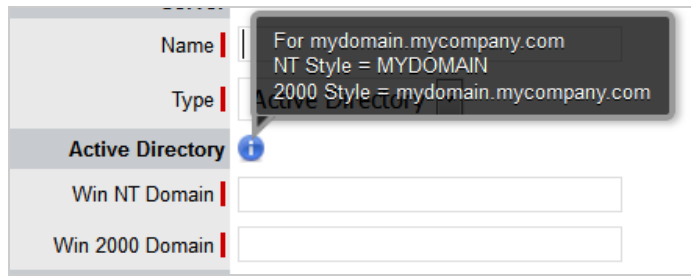 Name
For mydomain.mycompany.com
NT Style = MYDOMAIN
2000 Style = mydomain.mycompany.com
Type
Active Directory
Active Directory
Win NT Domain
Win 2000 Domain